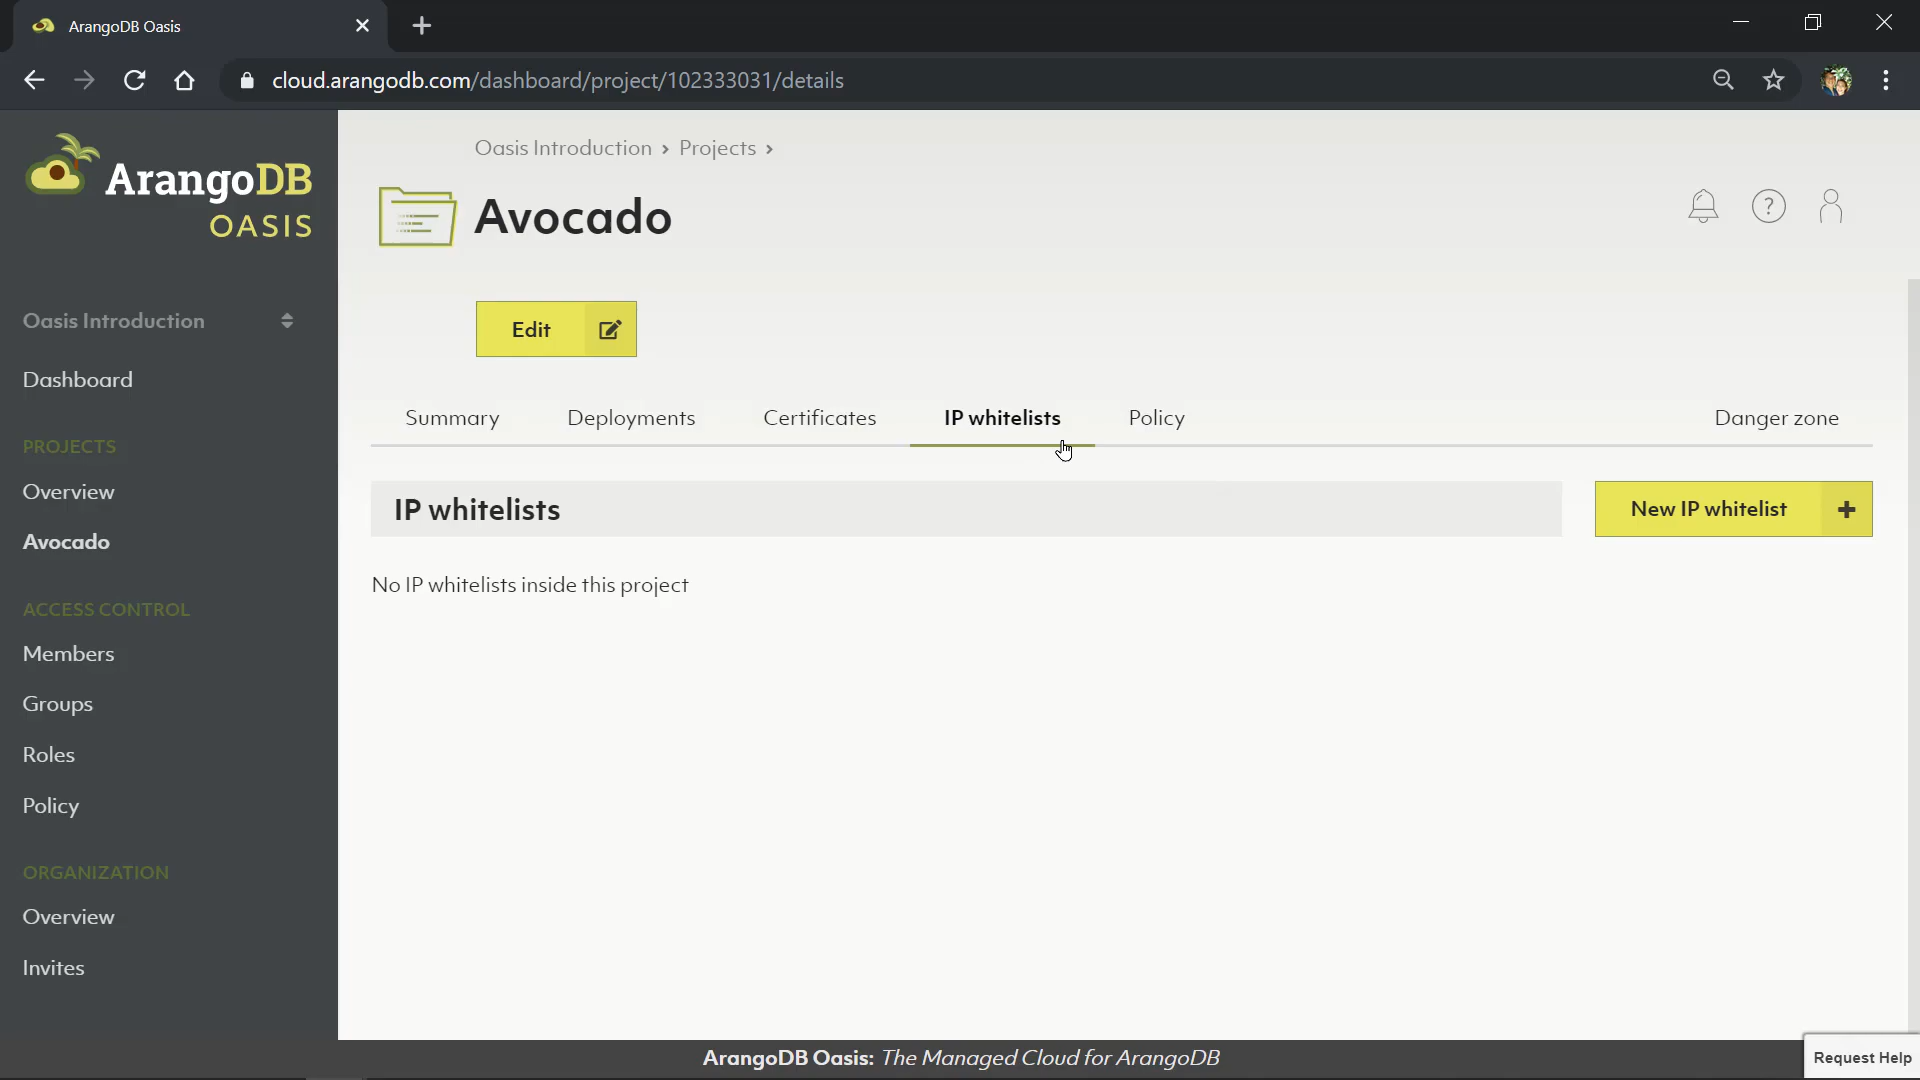 ArangoDB Oasis
cloud.arangodb.com/dashboard/project/102333031/details
ArangoDB
OASIS
Oasis Introduction › Projects ›
Avocado
Edit
Oasis Introduction
Dashboard
PROJECTS
Overview
Avocado
ACCESS CONTROL
Members
Groups
Roles
Policy
ORGANIZATION
Overview
Invites
Summary Deployments Certificates IP whitelists Policy Danger zone
IP whitelists
New IP whitelist +
No IP whitelists inside this project
ArangoDB Oasis: The Managed Cloud for ArangoDB
Request Help